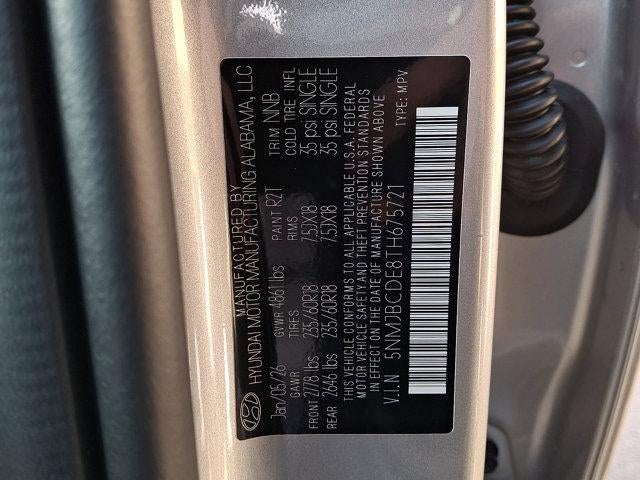 MANUFACTURED BY
HYUNDAI MOTOR MANUFACTURING ALABAMA, LLC
Jan/05/26 GVWR 4861 lbs PAINT R2T TRIM NNB
GAWR TIRES RIMS COLD TIRE INFL
FRONT 2778 lbs 235/60R18 7.5JX18 35 psi SINGLE
REAR 2646 lbs 235/60R18 7.5JX18 35 psi SINGLE
THIS VEHICLE CONFORMS TO ALL APPLICABLE U.S.A. FEDERAL
MOTOR VEHICLE SAFETY AND THEFT PREVENTION STANDARDS
IN EFFECT ON THE DATE OF MANUFACTURE SHOWN ABOVE
V.I.N 5NMJBCDE8TH675721 TYPE: MPV